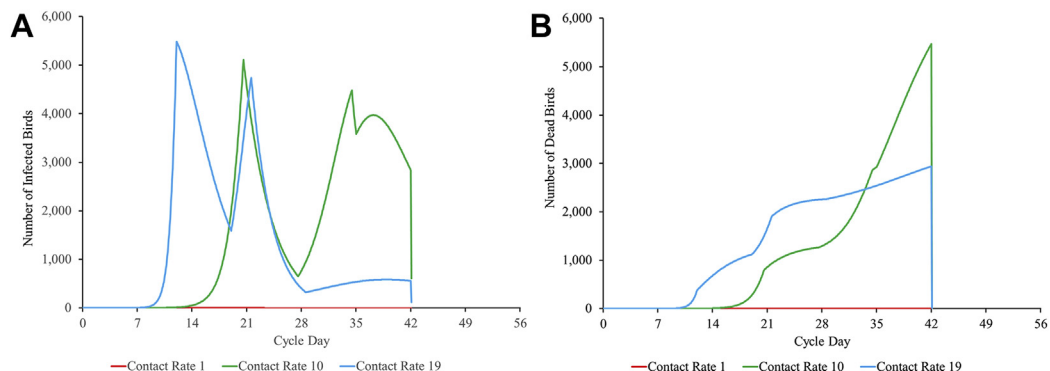 A
Number of Infected Birds
6,000
5,000
4,000
3,000
2,000
1,000
0
0 7 14 21 28 35 42 49 56
Cycle Day
Contact Rate 1 Contact Rate 10 Contact Rate 19
B
Number of Dead Birds
6,000
5,000
4,000
3,000
2,000
1,000
0
0 7 14 21 28 35 42 49 56
Cycle Day
Contact Rate 1 Contact Rate 10 Contact Rate 19